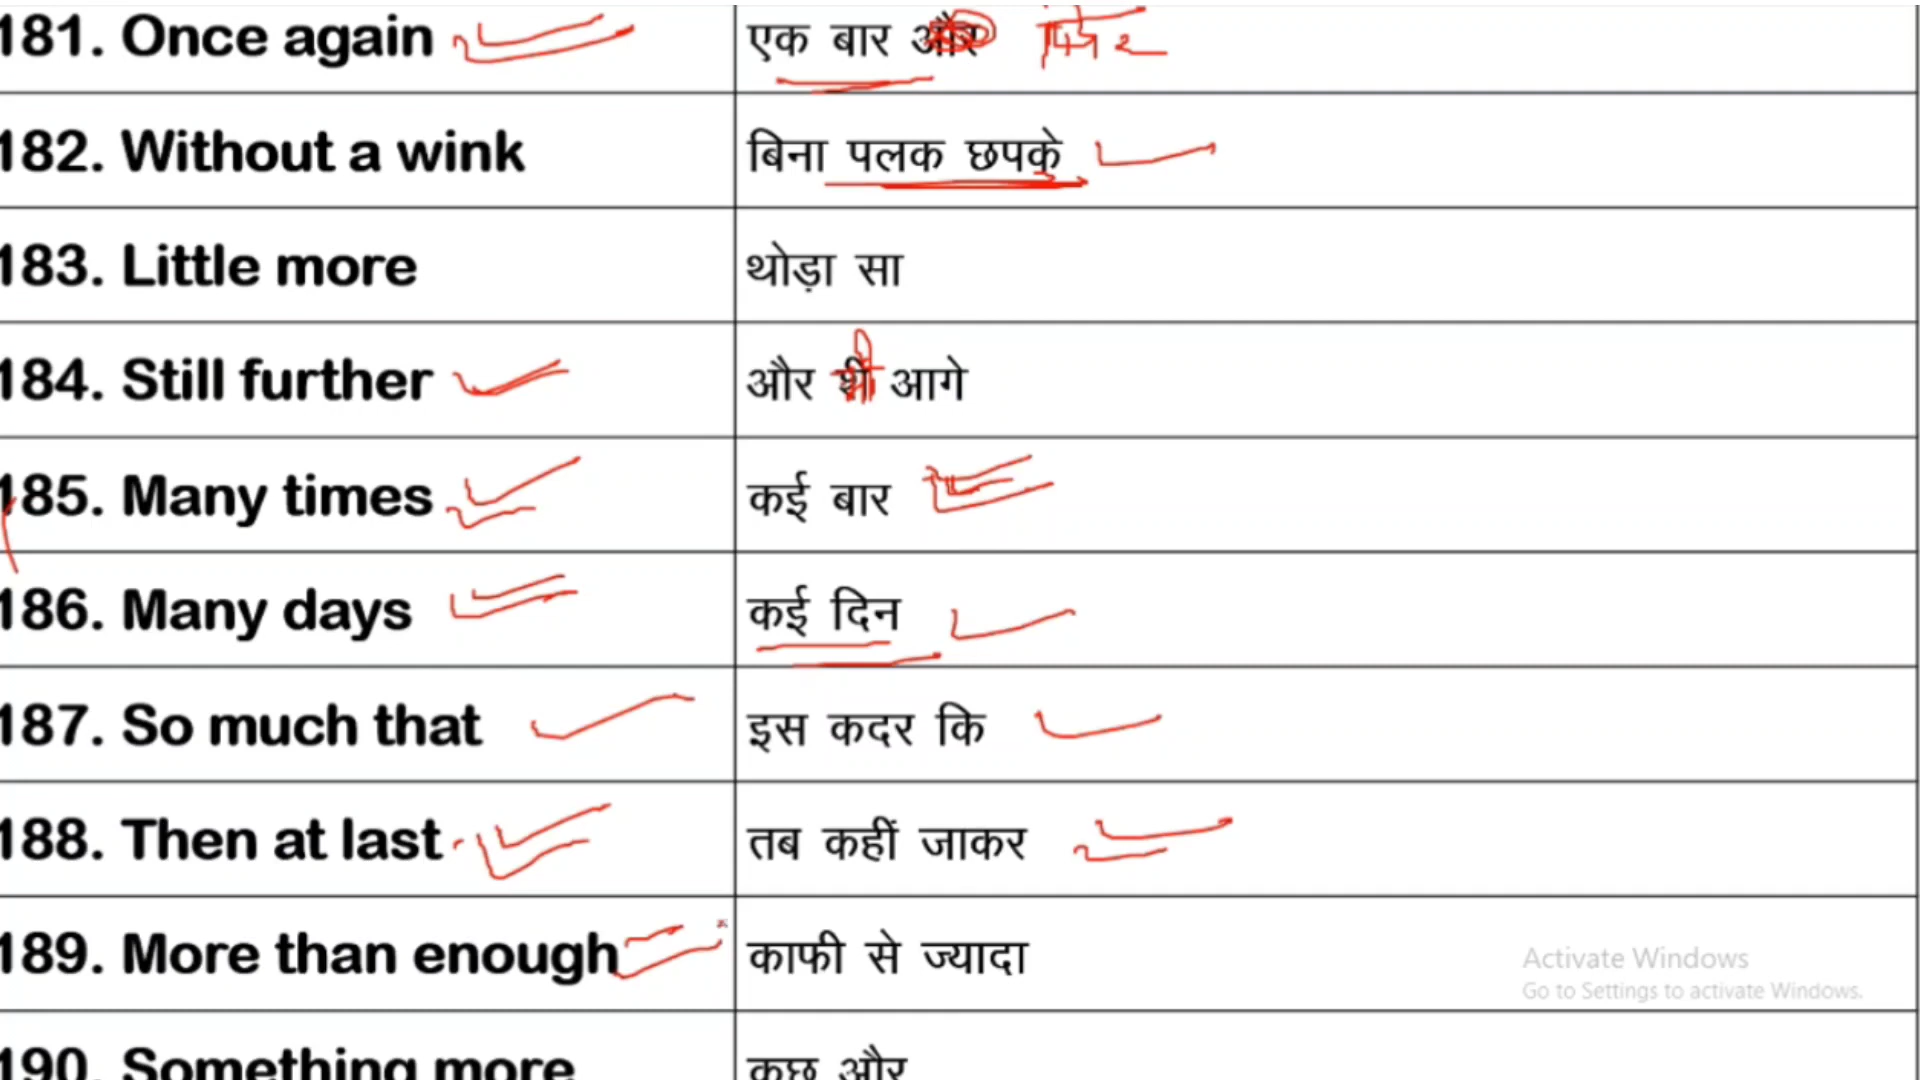 181. Once again एक बार और फिर
182. Without a wink बिना पलक छपके
183. Little more थोड़ा सा
184. Still further और भी आगे
185. Many times कई बार
186. Many days कई दिन
187. So much that इस कदर कि
188. Then at last तब कहीं जाकर
189. More than enough काफी से ज्यादा
190. Something more कुछ और
Activate Windows
Go to Settings to activate Windows.